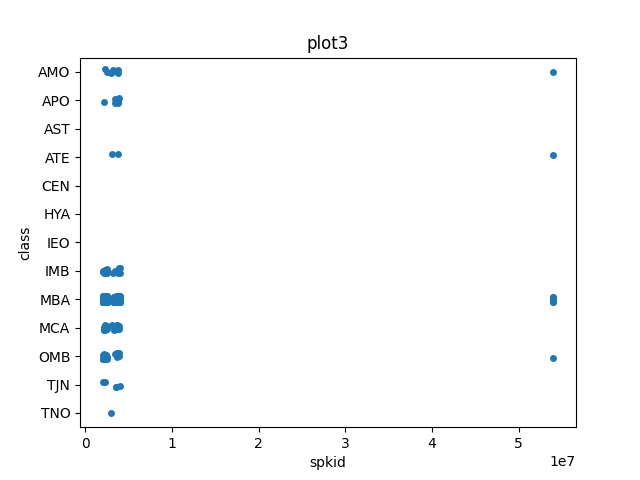 plot3
AMO
APO
AST
ATE
CEN
HYA
IEO
IMB
MBA
MCA
OMB
TJN
TNO
class
0 1 2 3 4 5
1e7
spkid